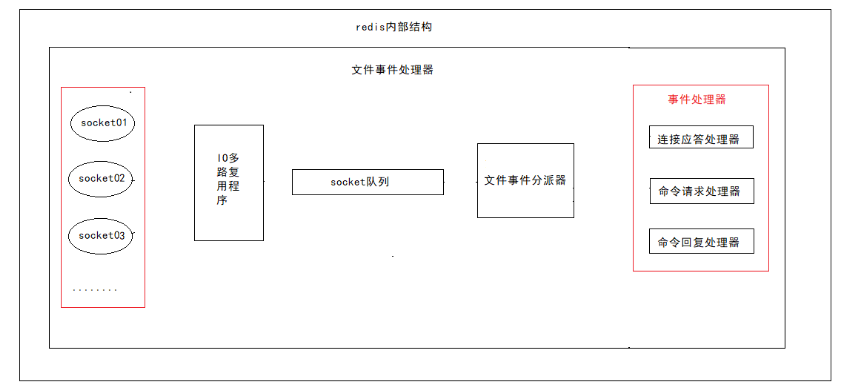 redis内部结构
文件事件处理器
socket01
socket02
socket03
........
IO多
路复
用程
序
socket队列
文件事件分派器
事件处理器
连接应答处理器
命令请求处理器
命令回复处理器